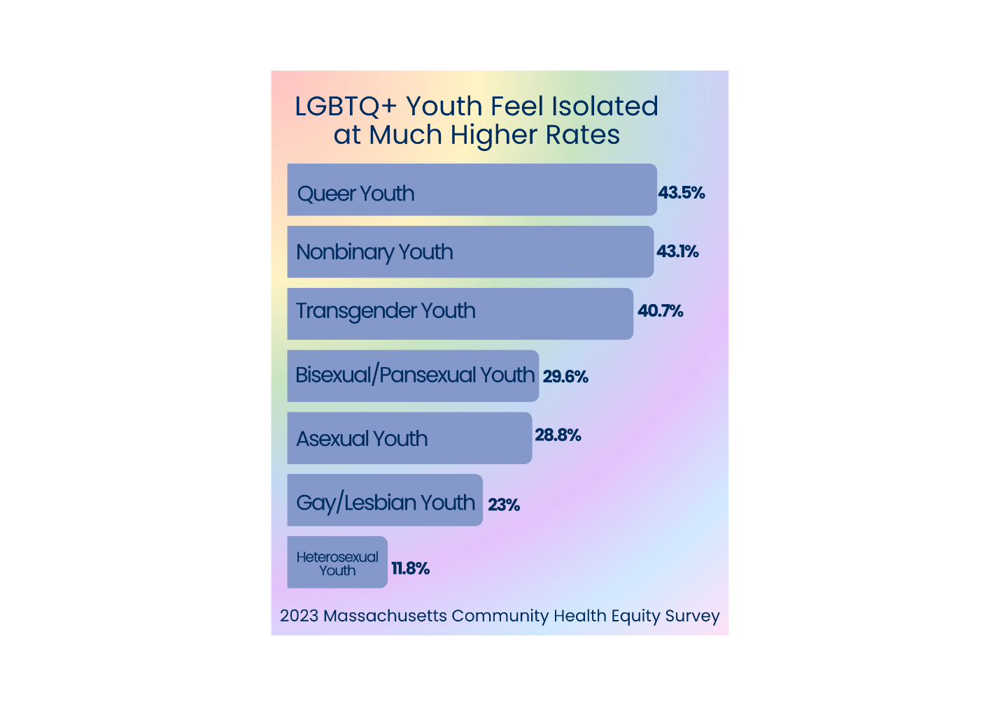 LGBTQ+ Youth Feel Isolated
at Much Higher Rates
Queer Youth
43.5%
Nonbinary Youth
43.1%
Transgender Youth
40.7%
Bisexual/Pansexual Youth
29.6%
Asexual Youth
28.8%
Gay/Lesbian Youth
23%
Heterosexual
Youth
11.8%
2023 Massachusetts Community Health Equity Survey